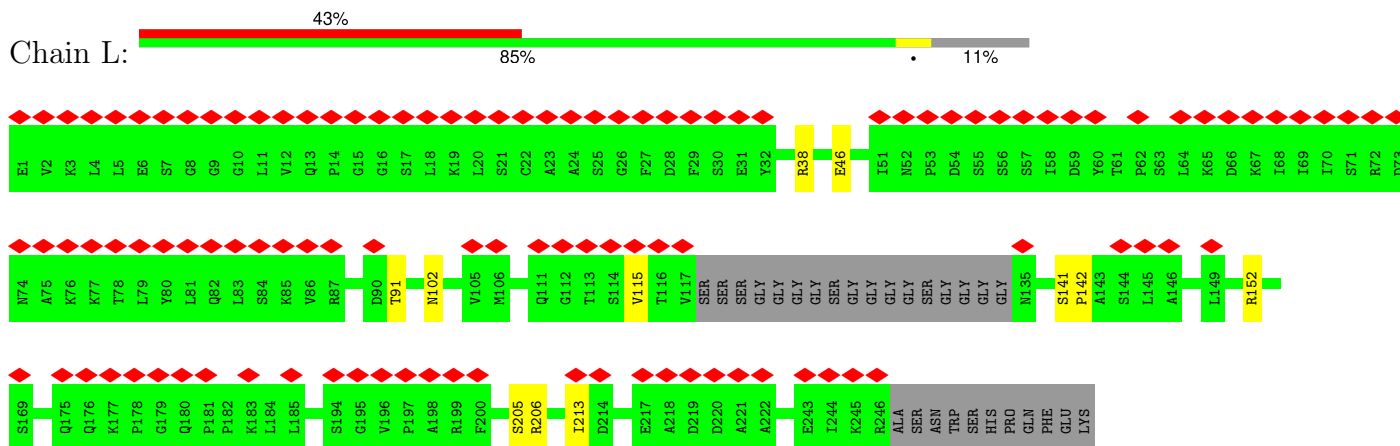 Chain L:
43%
85%
11%
E1 V2 K3 L4 L5 E6 S7 G8 G9 G10 L11 V12 Q13 P14 G15 G16 S17 L18 K19 L20 S21 C22 A23 A24 S25 G26 F27 D28 F29 S30 E31 Y32 R38 E46 I51 N52 P53 D54 S55 S56 S57 I58 D59 Y60 T61 P62 S63 L64 K65 D66 K67 I68 I69 I70 S71 R72 D73
N74 A75 K76 K77 T78 L79 Y80 L81 Q82 L83 S84 K85 V86 R87 D90 T91 N102 V105 M106 Q111 G112 T113 S114 V115 T116 V117 SER SER SER GLY GLY GLY SER GLY GLY GLY GLY SER GLY GLY GLY GLY N135 S141 P142 A143 S144 L145 A146 L149 R152
S169 Q175 Q176 K177 P178 G179 Q180 P181 P182 K183 L184 L185 S194 G195 V196 P197 A198 R199 F200 S205 R206 I213 D214 E217 A218 D219 D220 A221 A222 E243 I244 K245 R246 ALA SER ASN TRP SER HIS PRO GLN PHE GLU LYS